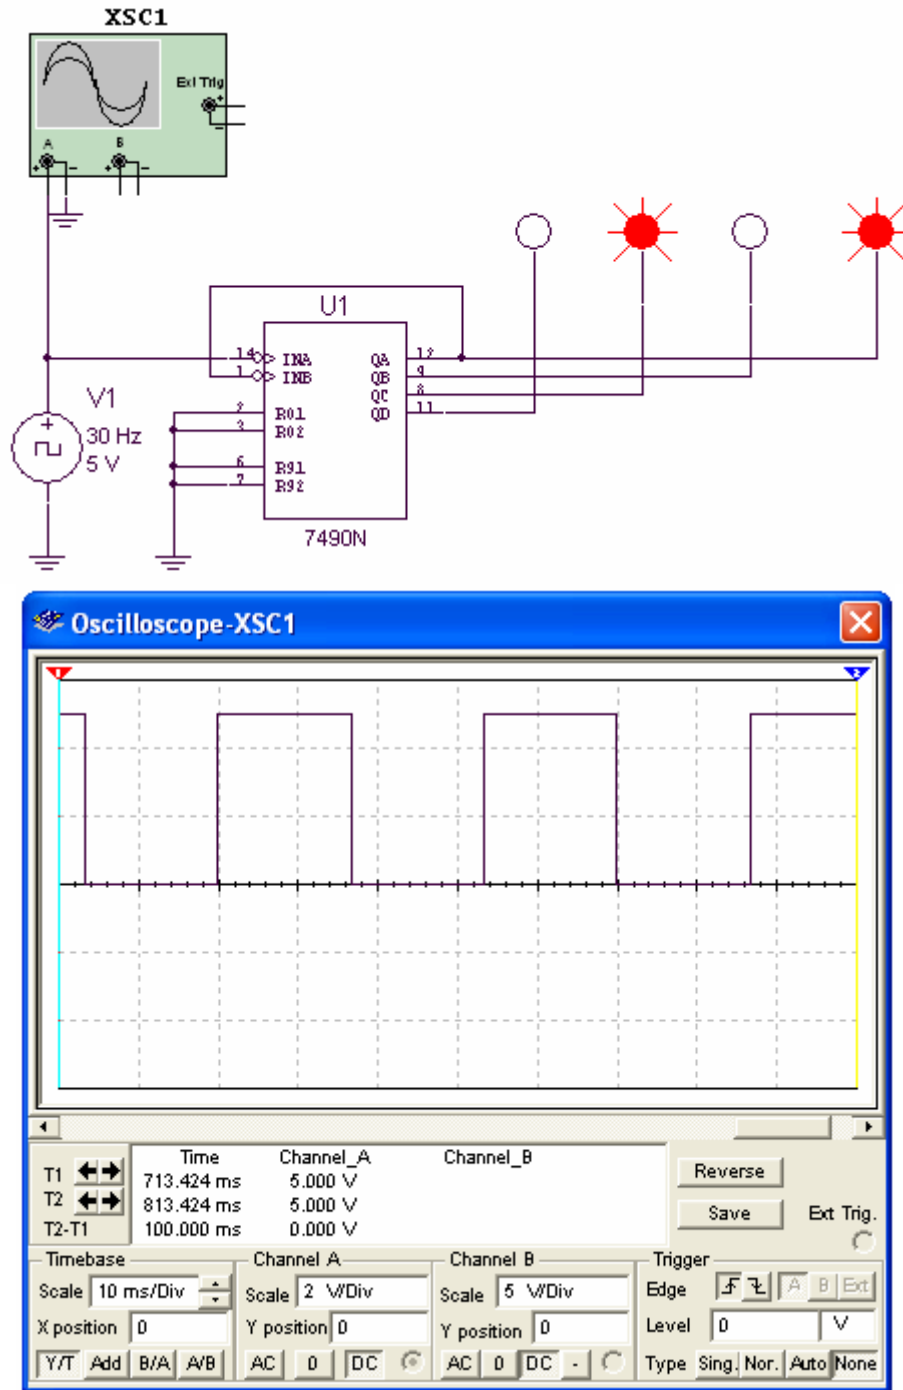 XSC1
Ext Trig
+
-
A
B
+ - + -
U1
14 INA QA 12
1 INB QB 9
QC 8
2 R01 QD 11
3 R02
6 R91
7 R92
V1
+
30 Hz
5 V
7490N
Oscilloscope-XSC1
1 2
Time Channel_A Channel_B
T1 713.424 ms 5.000 V
T2 813.424 ms 5.000 V
T2-T1 100.000 ms 0.000 V
Reverse
Save
Ext Trig.
Timebase
Scale 10 ms/Div
X position 0
Y/T Add B/A A/B
Channel A
Scale 2 V/Div
Y position 0
AC 0 DC
Channel B
Scale 5 V/Div
Y position 0
AC 0 DC -
Trigger
Edge A B Ext
Level 0 V
Type Sing. Nor. Auto None